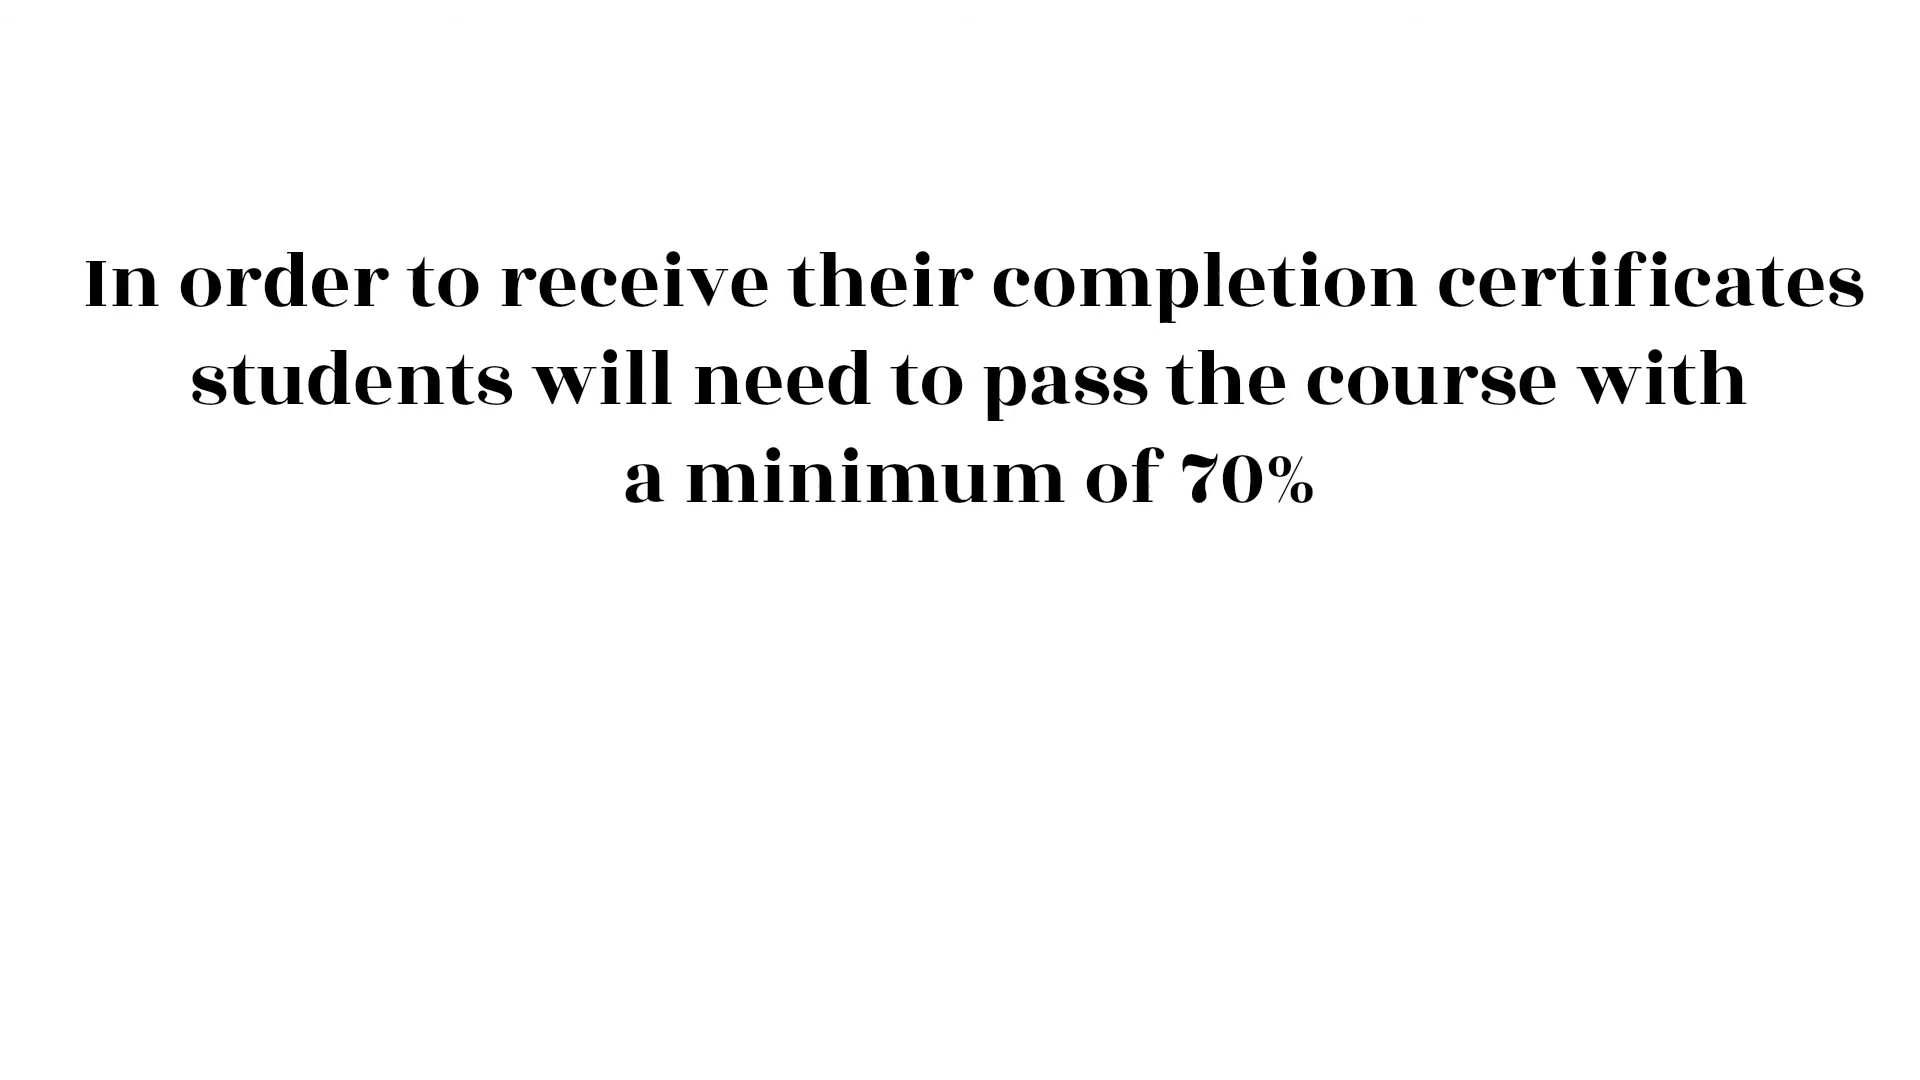 In order to receive their completion certificates
students will need to pass the course with
a minimum of 70%